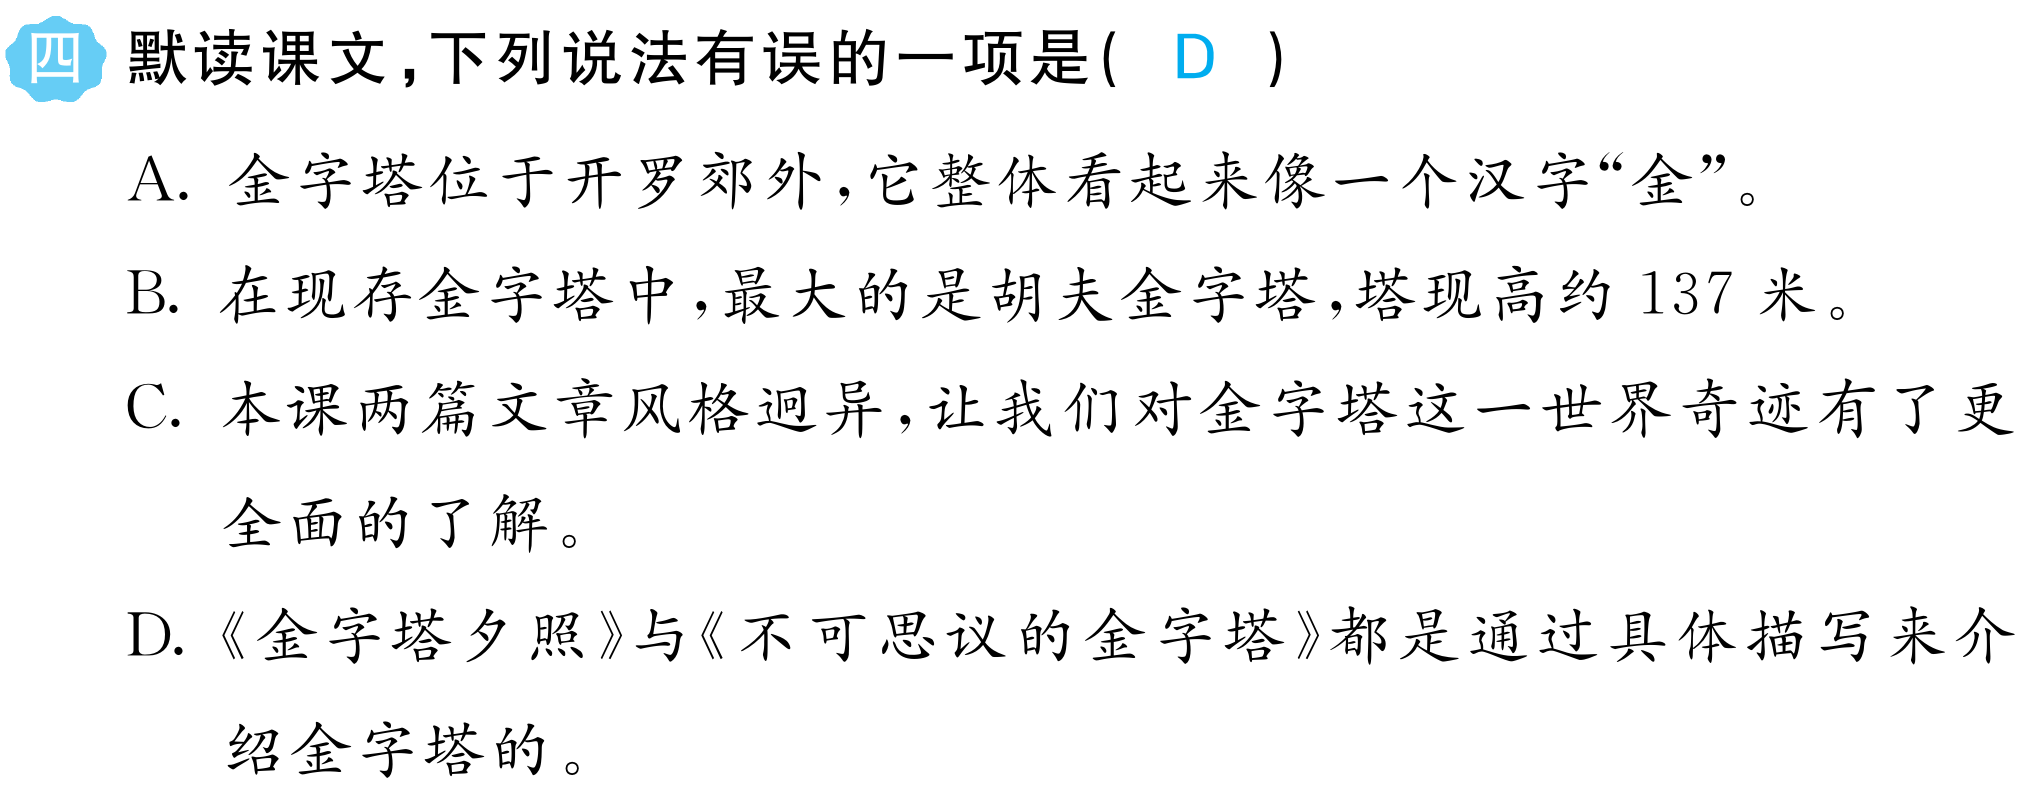 四 默读课文,下列说法有误的一项是( D )
A. 金字塔位于开罗郊外,它整体看起来像一个汉字“金”。
B. 在现存金字塔中,最大的是胡夫金字塔,塔现高约 137 米。
C. 本课两篇文章风格迥异,让我们对金字塔这一世界奇迹有了更
全面的了解。
D.《金字塔夕照》与《不可思议的金字塔》都是通过具体描写来介
绍金字塔的。